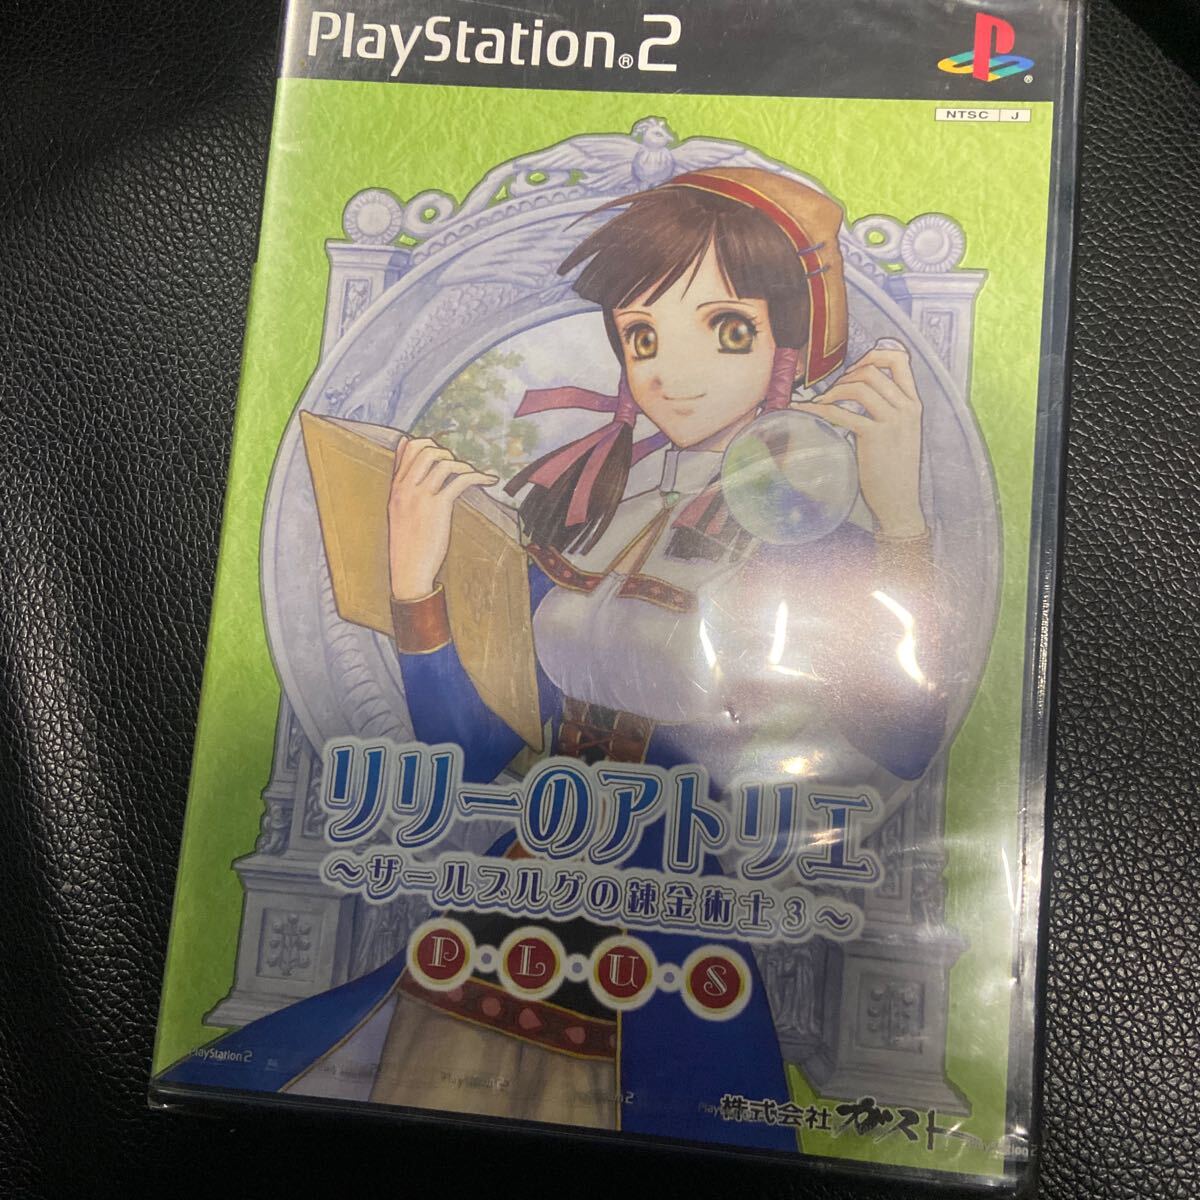 PlayStation®2
NTSC J
リリーのアトリエ
～ザールブルグの錬金術士3～
P・L・U・S
PlayStation 2
株式会社ガスト